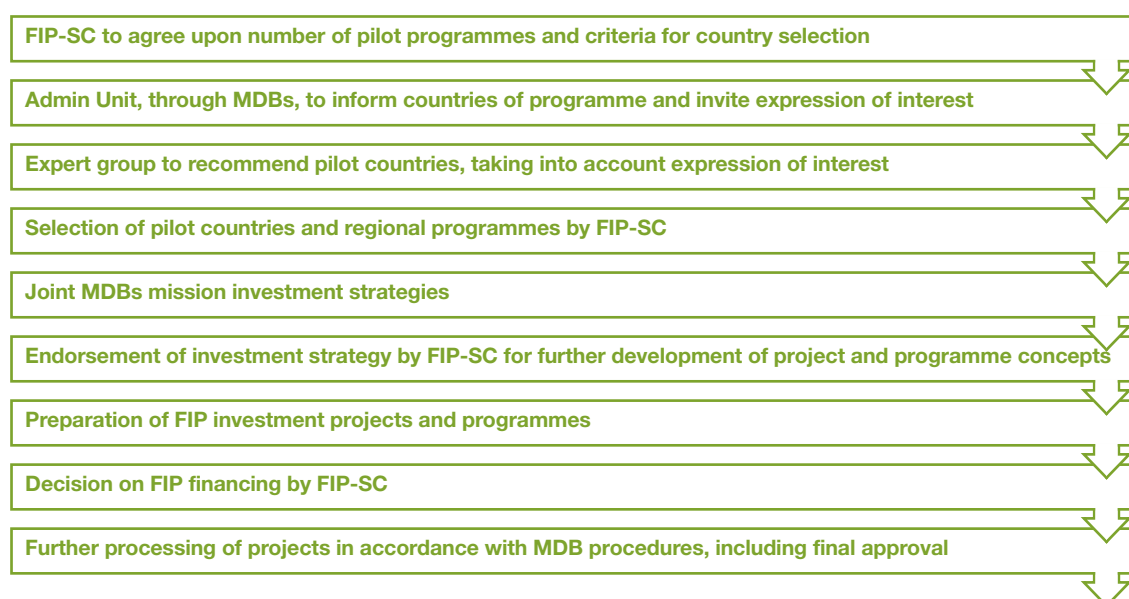 FIP-SC to agree upon number of pilot programmes and criteria for country selection
Admin Unit, through MDBs, to inform countries of programme and invite expression of interest
Expert group to recommend pilot countries, taking into account expression of interest
Selection of pilot countries and regional programmes by FIP-SC
Joint MDBs mission investment strategies
Endorsement of investment strategy by FIP-SC for further development of project and programme concepts
Preparation of FIP investment projects and programmes
Decision on FIP financing by FIP-SC
Further processing of projects in accordance with MDB procedures, including final approval